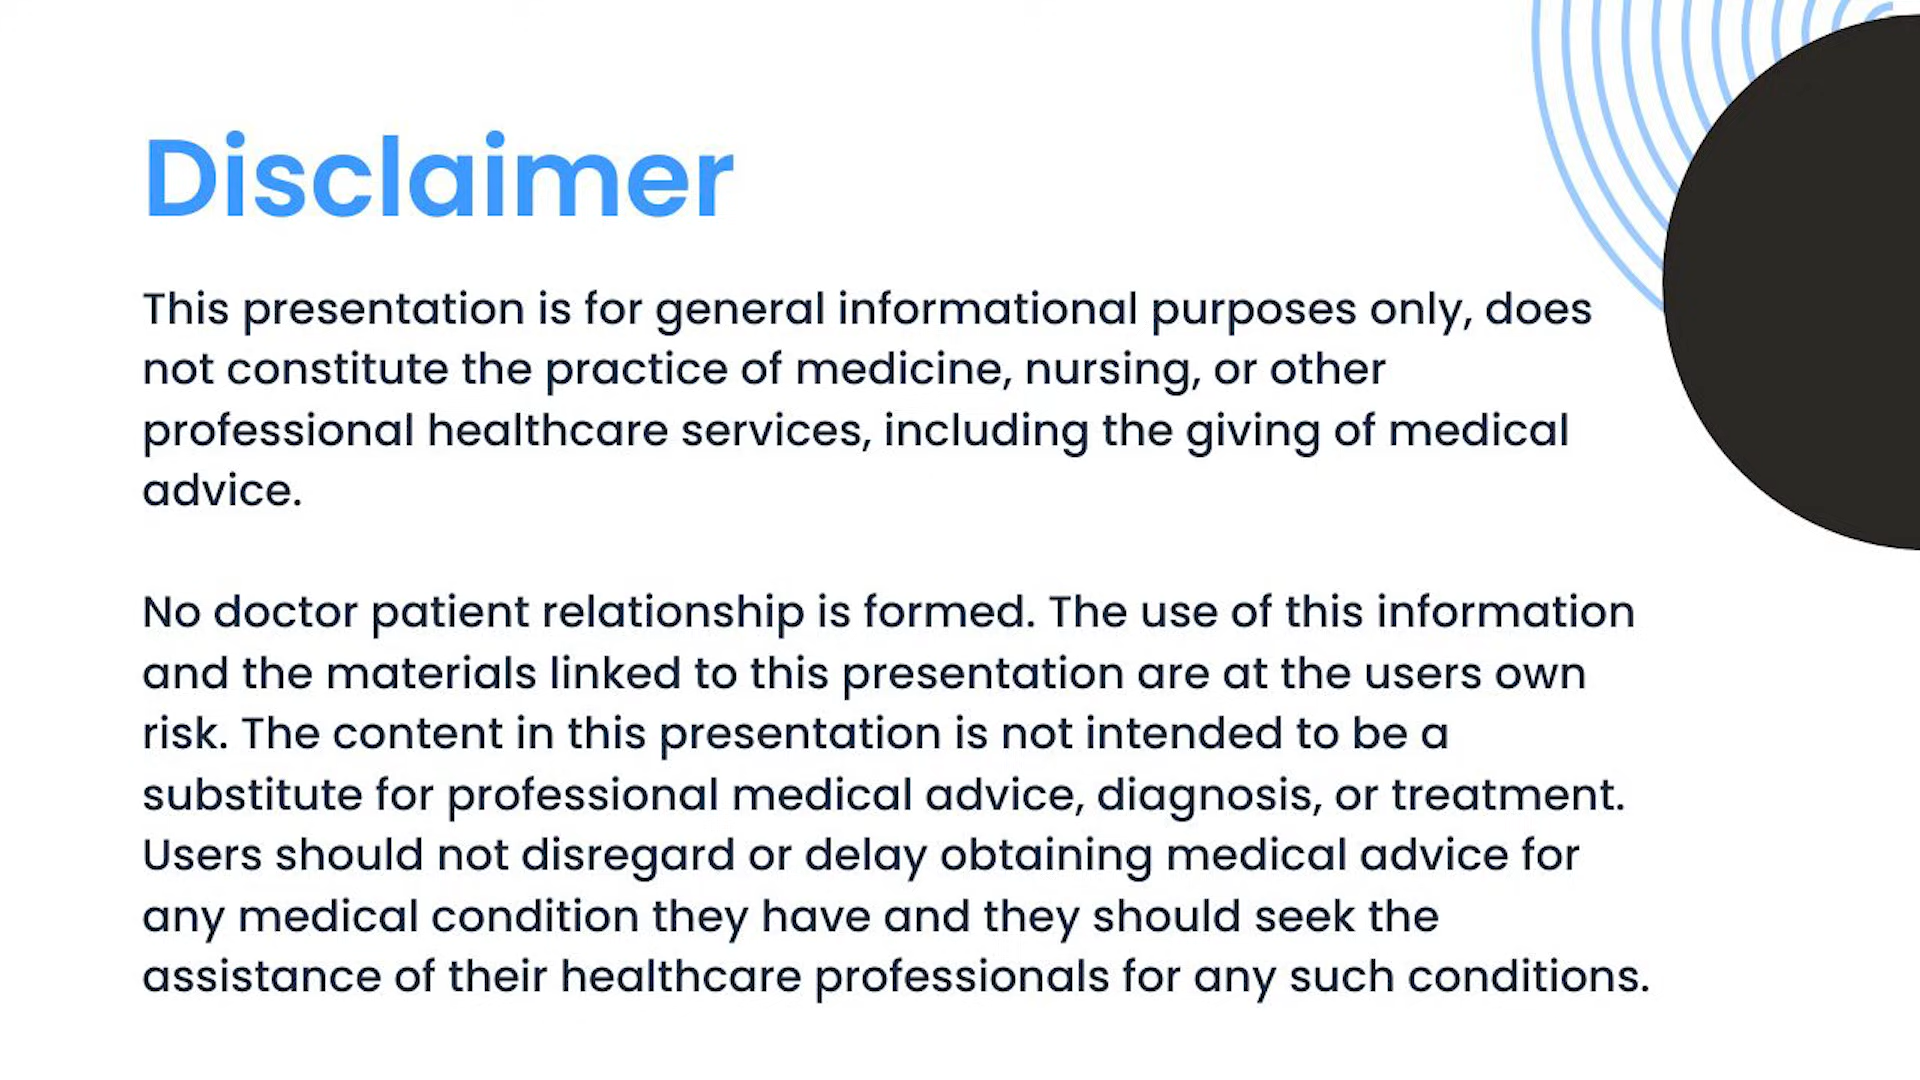 Disclaimer
This presentation is for general informational purposes only, does
not constitute the practice of medicine, nursing, or other
professional healthcare services, including the giving of medical
advice.
No doctor patient relationship is formed. The use of this information
and the materials linked to this presentation are at the users own
risk. The content in this presentation is not intended to be a
substitute for professional medical advice, diagnosis, or treatment.
Users should not disregard or delay obtaining medical advice for
any medical condition they have and they should seek the
assistance of their healthcare professionals for any such conditions.